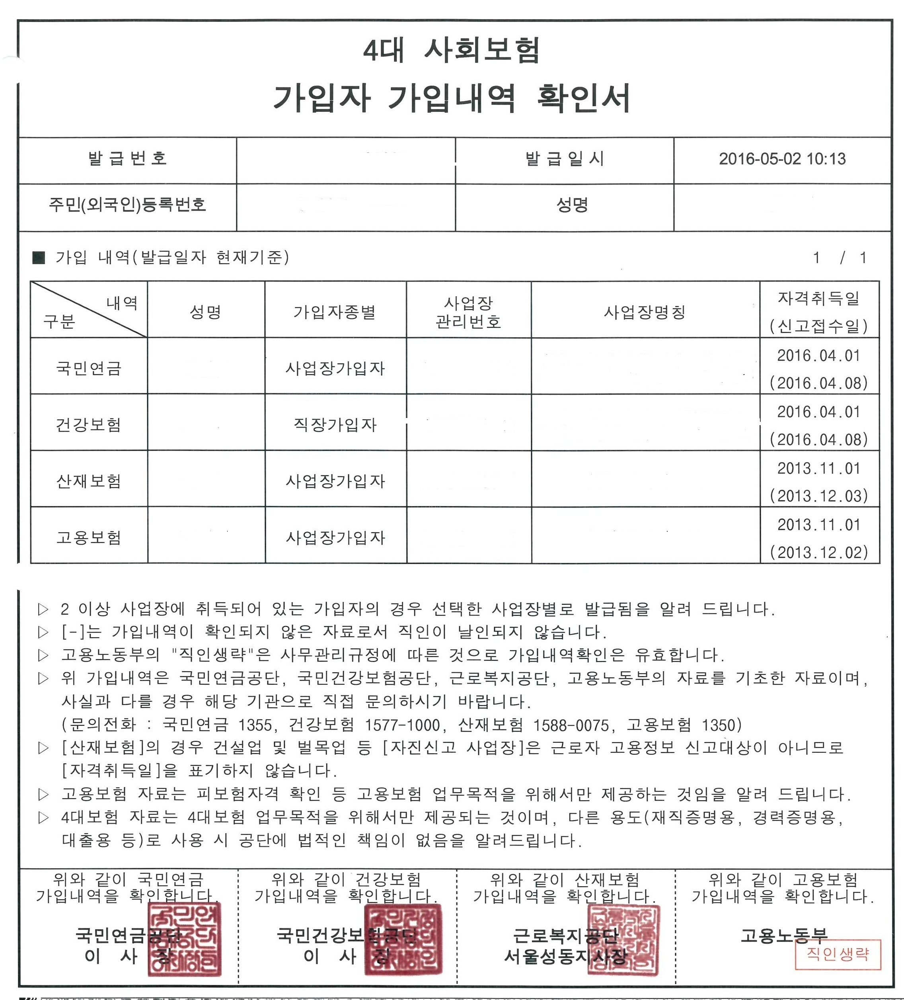 4대 사회보험
가입자 가입내역 확인서
발급번호 발급일시 2016-05-02 10:13
주민(외국인)등록번호 성명
■ 가입 내역(발급일자 현재기준) 1 / 1
내역
구분
성명
가입자종별
사업장
관리번호
사업장명칭
자격취득일
(신고접수일)
국민연금 사업장가입자 2016.04.01
(2016.04.08)
건강보험 직장가입자 2016.04.01
(2016.04.08)
산재보험 사업장가입자 2013.11.01
(2013.12.03)
고용보험 사업장가입자 2013.11.01
(2013.12.02)
▷ 2 이상 사업장에 취득되어 있는 가입자의 경우 선택한 사업장별로 발급됨을 알려 드립니다.
▷ [-]는 가입내역이 확인되지 않은 자료로서 직인이 날인되지 않습니다.
▷ 고용노동부의 "직인생략"은 사무관리규정에 따른 것으로 가입내역확인은 유효합니다.
▷ 위 가입내역은 국민연금공단, 국민건강보험공단, 근로복지공단, 고용노동부의 자료를 기초한 자료이며,
사실과 다를 경우 해당 기관으로 직접 문의하시기 바랍니다.
(문의전화 : 국민연금 1355, 건강보험 1577-1000, 산재보험 1588-0075, 고용보험 1350)
▷ [산재보험]의 경우 건설업 및 벌목업 등 [자진신고 사업장]은 근로자 고용정보 신고대상이 아니므로
[자격취득일]을 표기하지 않습니다.
▷ 고용보험 자료는 피보험자격 확인 등 고용보험 업무목적을 위해서만 제공하는 것임을 알려 드립니다.
▷ 4대보험 자료는 4대보험 업무목적을 위해서만 제공되는 것이며, 다른 용도(재직증명용, 경력증명용,
대출용 등)로 사용 시 공단에 법적인 책임이 없음을 알려드립니다.
위와 같이 국민연금
가입내역을 확인합니다.
국민연금공단
이 사 장
위와 같이 건강보험
가입내역을 확인합니다.
국민건강보험공단
이 사 장
위와 같이 산재보험
가입내역을 확인합니다.
근로복지공단
서울성동지사장
위와 같이 고용보험
가입내역을 확인합니다.
고용노동부
직인생략